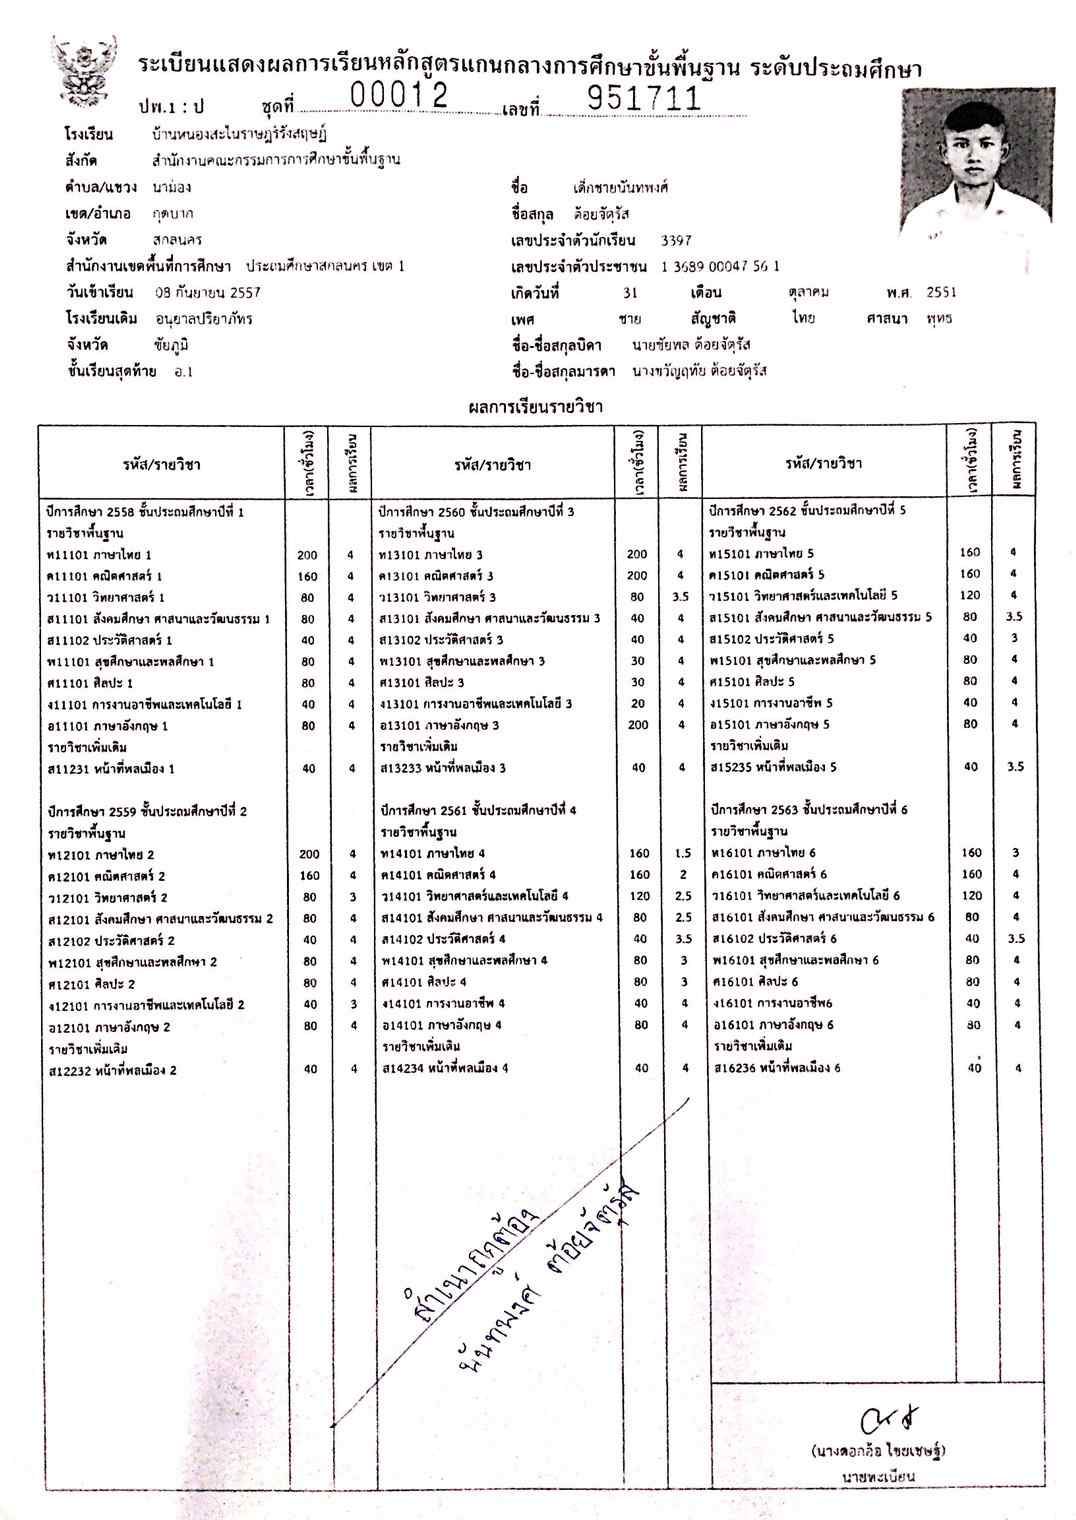 ระเบียนแสดงผลการเรียนหลักสูตรแกนกลางการศึกษาขั้นพื้นฐาน ระดับประถมศึกษา
ปพ.1 : ป ชุดที่ 00012 เลขที่ 951711
โรงเรียน บ้านหนองสะไนราษฎร์รังสฤษฏ์
สังกัด สำนักงานคณะกรรมการการศึกษาขั้นพื้นฐาน
ตำบล/แขวง นาม่อง
เขต/อำเภอ กุดบาก
จังหวัด สกลนคร
สำนักงานเขตพื้นที่การศึกษา ประถมศึกษาสกลนคร เขต 1
วันเข้าเรียน 08 กันยายน 2557
โรงเรียนเดิม อนุบาลปริยาภัทร
จังหวัด ชัยภูมิ
ชั้นเรียนสุดท้าย อ.1
ชื่อ เด็กชายนันทพงศ์
ชื่อสกุล ต้อยจัตุรัส
เลขประจำตัวนักเรียน 3397
เลขประจำตัวประชาชน 1 3689 00047 56 1
เกิดวันที่ 31 เดือน ตุลาคม พ.ศ. 2551
เพศ ชาย สัญชาติ ไทย ศาสนา พุทธ
ชื่อ-ชื่อสกุลบิดา นายชัยพล ต้อยจัตุรัส
ชื่อ-ชื่อสกุลมารดา นางขวัญฤทัย ต้อยจัตุรัส
ผลการเรียนรายวิชา
รหัส/รายวิชา เวลา(ชั่วโมง) ผลการเรียน
ปีการศึกษา 2558 ชั้นประถมศึกษาปีที่ 1
รายวิชาพื้นฐาน
ท11101 ภาษาไทย 1 200 4
ค11101 คณิตศาสตร์ 1 160 4
ว11101 วิทยาศาสตร์ 1 80 4
ส11101 สังคมศึกษา ศาสนาและวัฒนธรรม 1 80 4
ส11102 ประวัติศาสตร์ 1 40 4
พ11101 สุขศึกษาและพลศึกษา 1 80 4
ศ11101 ศิลปะ 1 80 4
ง11101 การงานอาชีพและเทคโนโลยี 1 40 4
อ11101 ภาษาอังกฤษ 1 80 4
รายวิชาเพิ่มเติม
ส11231 หน้าที่พลเมือง 1 40 4
ปีการศึกษา 2559 ชั้นประถมศึกษาปีที่ 2
รายวิชาพื้นฐาน
ท12101 ภาษาไทย 2 200 4
ค12101 คณิตศาสตร์ 2 160 4
ว12101 วิทยาศาสตร์ 2 80 3
ส12101 สังคมศึกษา ศาสนาและวัฒนธรรม 2 80 4
ส12102 ประวัติศาสตร์ 2 40 4
พ12101 สุขศึกษาและพลศึกษา 2 80 4
ศ12101 ศิลปะ 2 80 4
ง12101 การงานอาชีพและเทคโนโลยี 2 40 3
อ12101 ภาษาอังกฤษ 2 80 4
รายวิชาเพิ่มเติม
ส12232 หน้าที่พลเมือง 2 40 4
รหัส/รายวิชา เวลา(ชั่วโมง) ผลการเรียน
ปีการศึกษา 2560 ชั้นประถมศึกษาปีที่ 3
รายวิชาพื้นฐาน
ท13101 ภาษาไทย 3 200 4
ค13101 คณิตศาสตร์ 3 200 4
ว13101 วิทยาศาสตร์ 3 80 3.5
ส13101 สังคมศึกษา ศาสนาและวัฒนธรรม 3 40 4
ส13102 ประวัติศาสตร์ 3 40 4
พ13101 สุขศึกษาและพลศึกษา 3 30 4
ศ13101 ศิลปะ 3 30 4
ง13101 การงานอาชีพและเทคโนโลยี 3 20 4
อ13101 ภาษาอังกฤษ 3 200 4
รายวิชาเพิ่มเติม
ส13233 หน้าที่พลเมือง 3 40 4
ปีการศึกษา 2561 ชั้นประถมศึกษาปีที่ 4
รายวิชาพื้นฐาน
ท14101 ภาษาไทย 4 160 1.5
ค14101 คณิตศาสตร์ 4 160 2
ว14101 วิทยาศาสตร์และเทคโนโลยี 4 120 2.5
ส14101 สังคมศึกษา ศาสนาและวัฒนธรรม 4 80 2.5
ส14102 ประวัติศาสตร์ 4 40 3.5
พ14101 สุขศึกษาและพลศึกษา 4 80 3
ศ14101 ศิลปะ 4 80 3
ง14101 การงานอาชีพ 4 40 4
อ14101 ภาษาอังกฤษ 4 80 4
รายวิชาเพิ่มเติม
ส14234 หน้าที่พลเมือง 4 40 4
รหัส/รายวิชา เวลา(ชั่วโมง) ผลการเรียน
ปีการศึกษา 2562 ชั้นประถมศึกษาปีที่ 5
รายวิชาพื้นฐาน
ท15101 ภาษาไทย 5 160 4
ค15101 คณิตศาสตร์ 5 160 4
ว15101 วิทยาศาสตร์และเทคโนโลยี 5 120 4
ส15101 สังคมศึกษา ศาสนาและวัฒนธรรม 5 80 3.5
ส15102 ประวัติศาสตร์ 5 40 3
พ15101 สุขศึกษาและพลศึกษา 5 80 4
ศ15101 ศิลปะ 5 80 4
ง15101 การงานอาชีพ 5 40 4
อ15101 ภาษาอังกฤษ 5 80 4
รายวิชาเพิ่มเติม
ส15235 หน้าที่พลเมือง 5 40 3.5
ปีการศึกษา 2563 ชั้นประถมศึกษาปีที่ 6
รายวิชาพื้นฐาน
ท16101 ภาษาไทย 6 160 3
ค16101 คณิตศาสตร์ 6 160 4
ว16101 วิทยาศาสตร์และเทคโนโลยี 6 120 4
ส16101 สังคมศึกษา ศาสนาและวัฒนธรรม 6 80 4
ส16102 ประวัติศาสตร์ 6 40 3.5
พ16101 สุขศึกษาและพลศึกษา 6 80 4
ศ16101 ศิลปะ 6 80 4
ง16101 การงานอาชีพ6 40 4
อ16101 ภาษาอังกฤษ 6 80 4
รายวิชาเพิ่มเติม
ส16236 หน้าที่พลเมือง 6 40 4
สำเนาถูกต้อง
นันทพงศ์ ต้อยจัตุรัส
(นางดอกอ้อ ไชยเชษฐ์)
นายทะเบียน